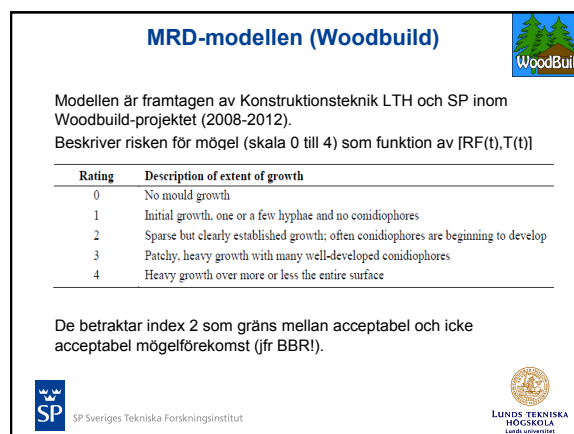 MRD-modellen (Woodbuild)
WoodBuil
Modellen är framtagen av Konstruktionsteknik LTH och SP inom
Woodbuild-projektet (2008-2012).
Beskriver risken för mögel (skala 0 till 4) som funktion av [RF(t),T(t)]
Rating Description of extent of growth
0 No mould growth
1 Initial growth, one or a few hyphae and no conidiophores
2 Sparse but clearly established growth; often conidiophores are beginning to develop
3 Patchy, heavy growth with many well-developed conidiophores
4 Heavy growth over more or less the entire surface
De betraktar index 2 som gräns mellan acceptabel och icke
acceptabel mögelförekomst (jfr BBR!).
SP
SP Sveriges Tekniska Forskningsinstitut
LUNDS TEKNISKA
HÖGSKOLA
Lunds universitet